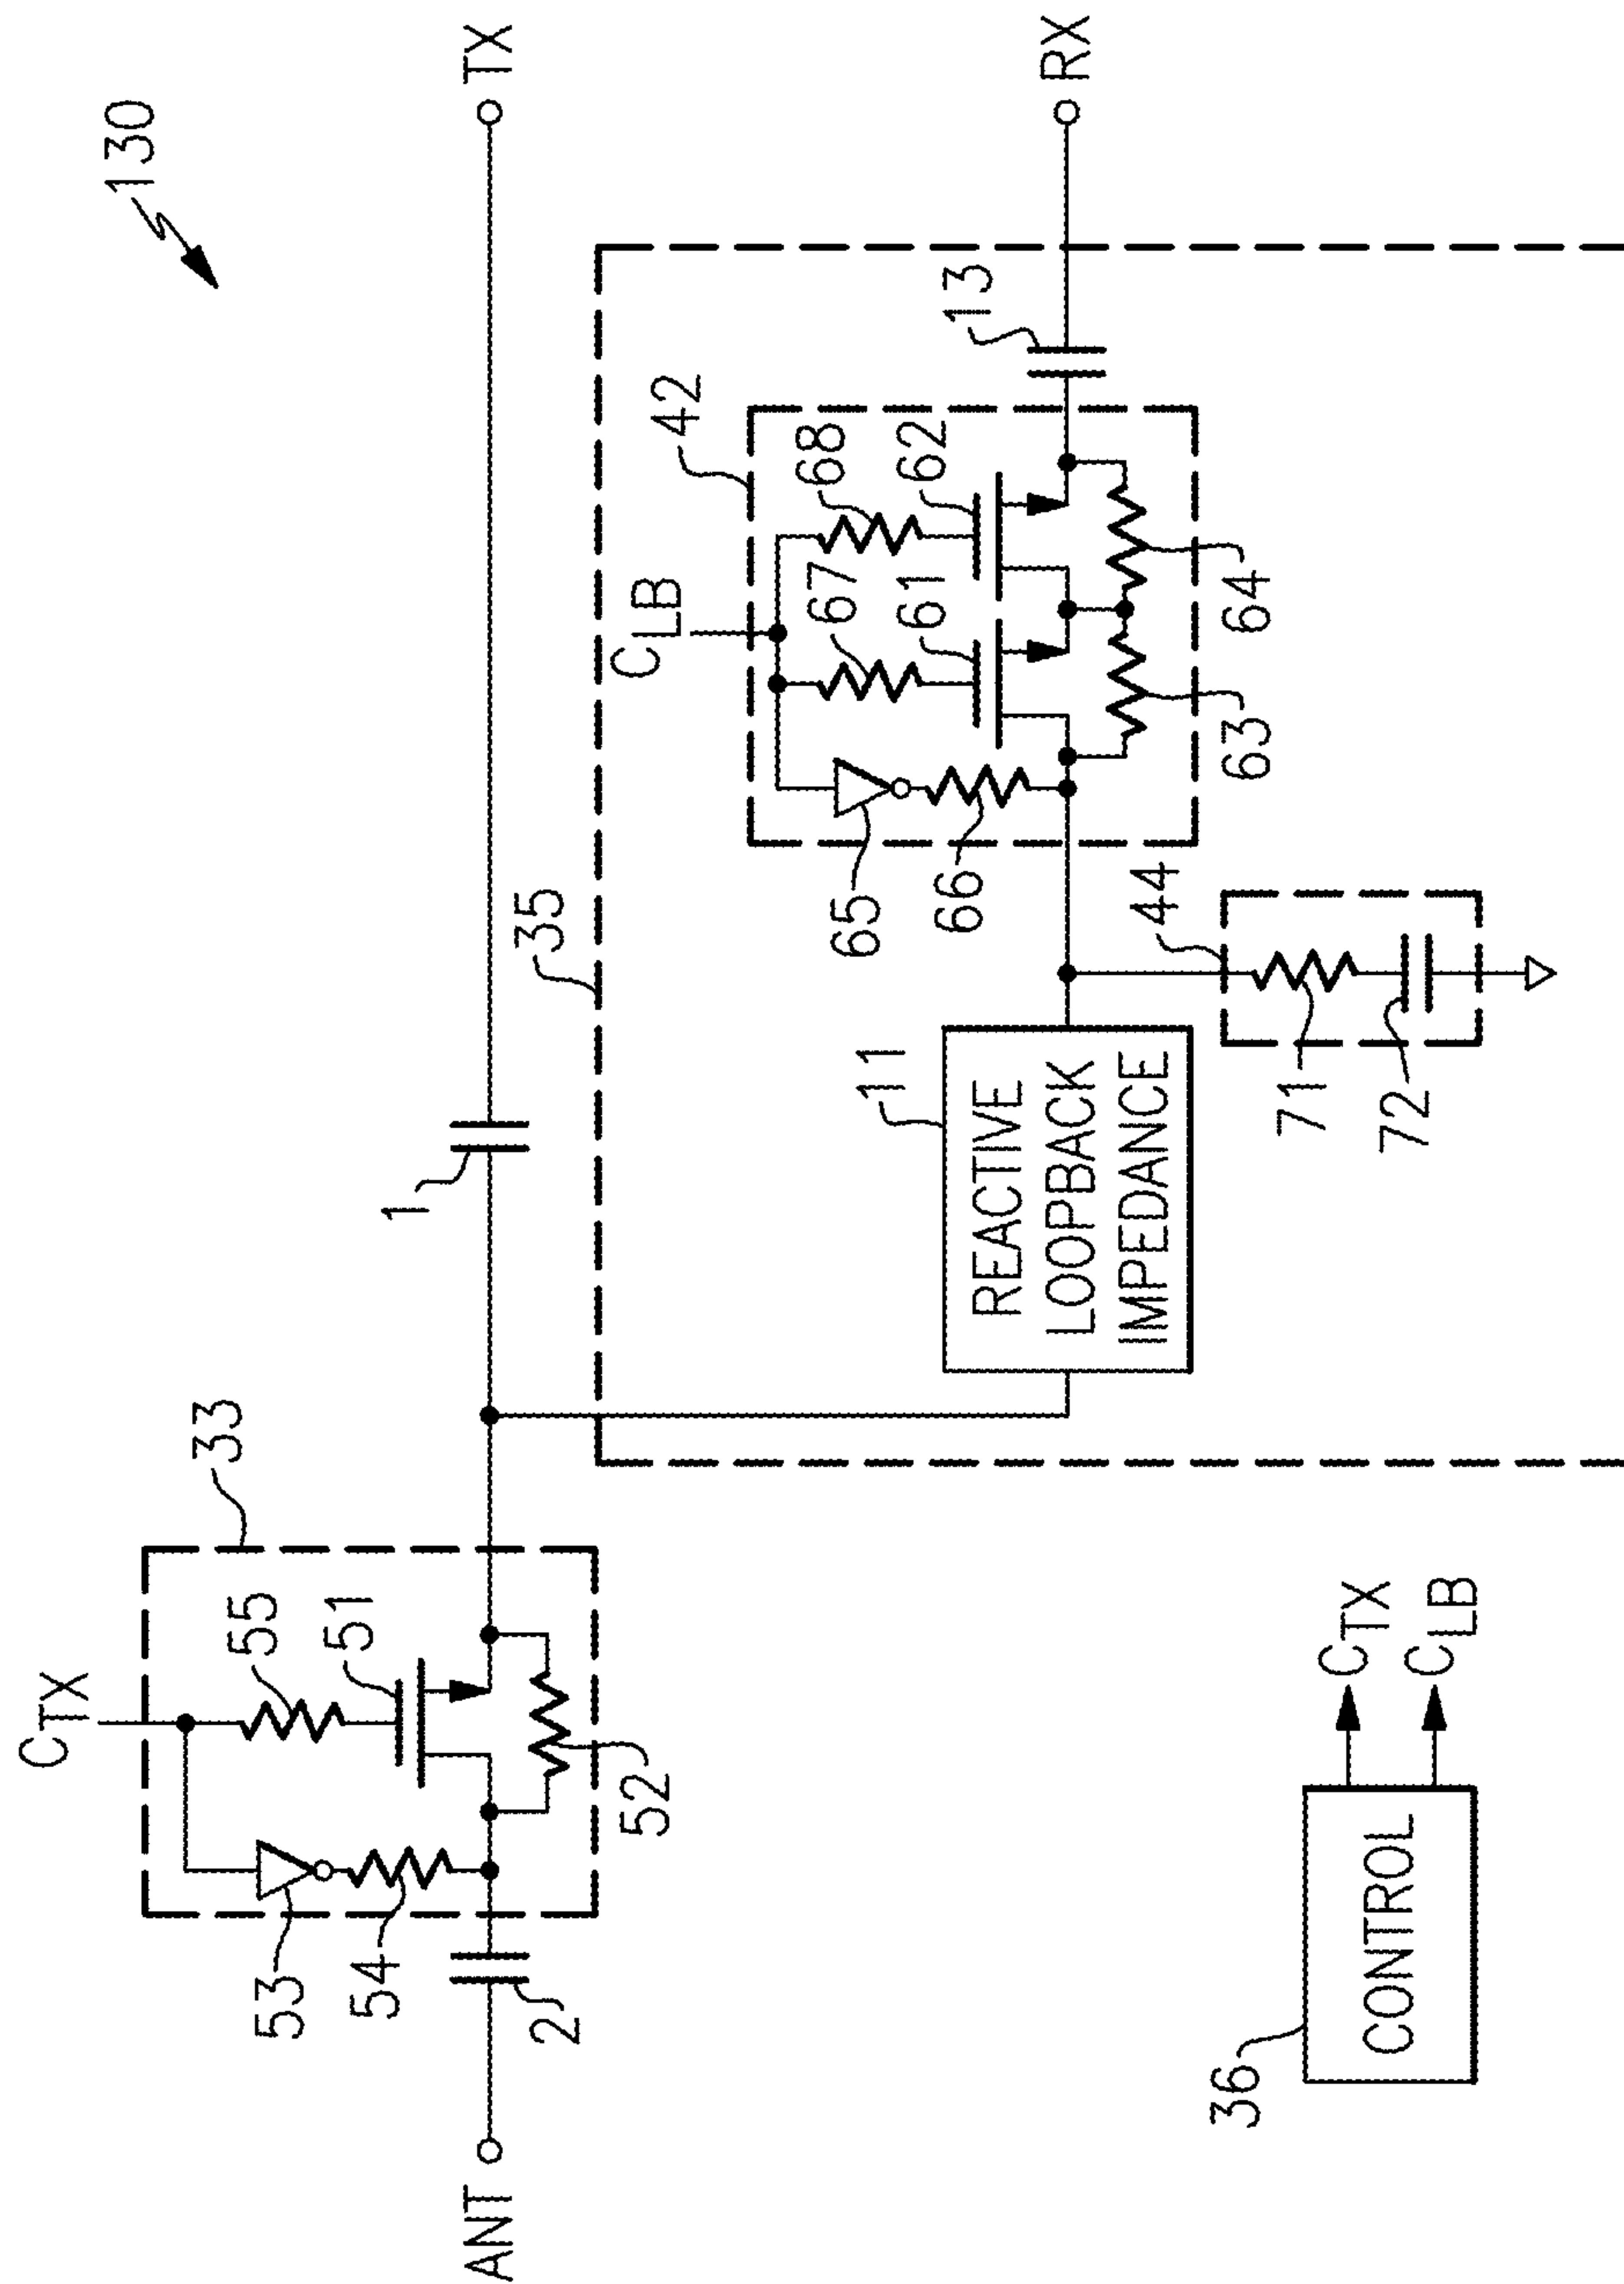 130
C_TX
33
55
51
53
54
52
2
ANT
1
TX
35
C_LB
42
67
68
61
62
65
66
63
64
13
RX
11
REACTIVE
LOOPBACK
IMPEDANCE
44
71
72
36
CONTROL
C_TX
C_LB